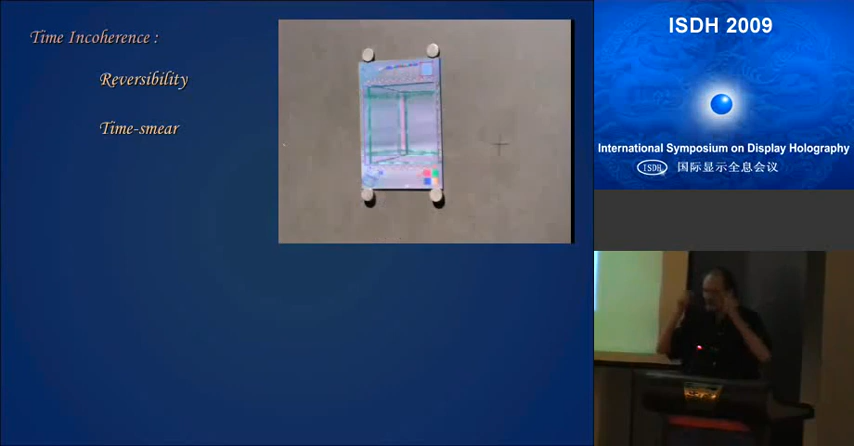 Time Incoherence :
Reversibility
Time-smear
ISDH 2009
International Symposium on Display Holography
ISDH 国际显示全息会议